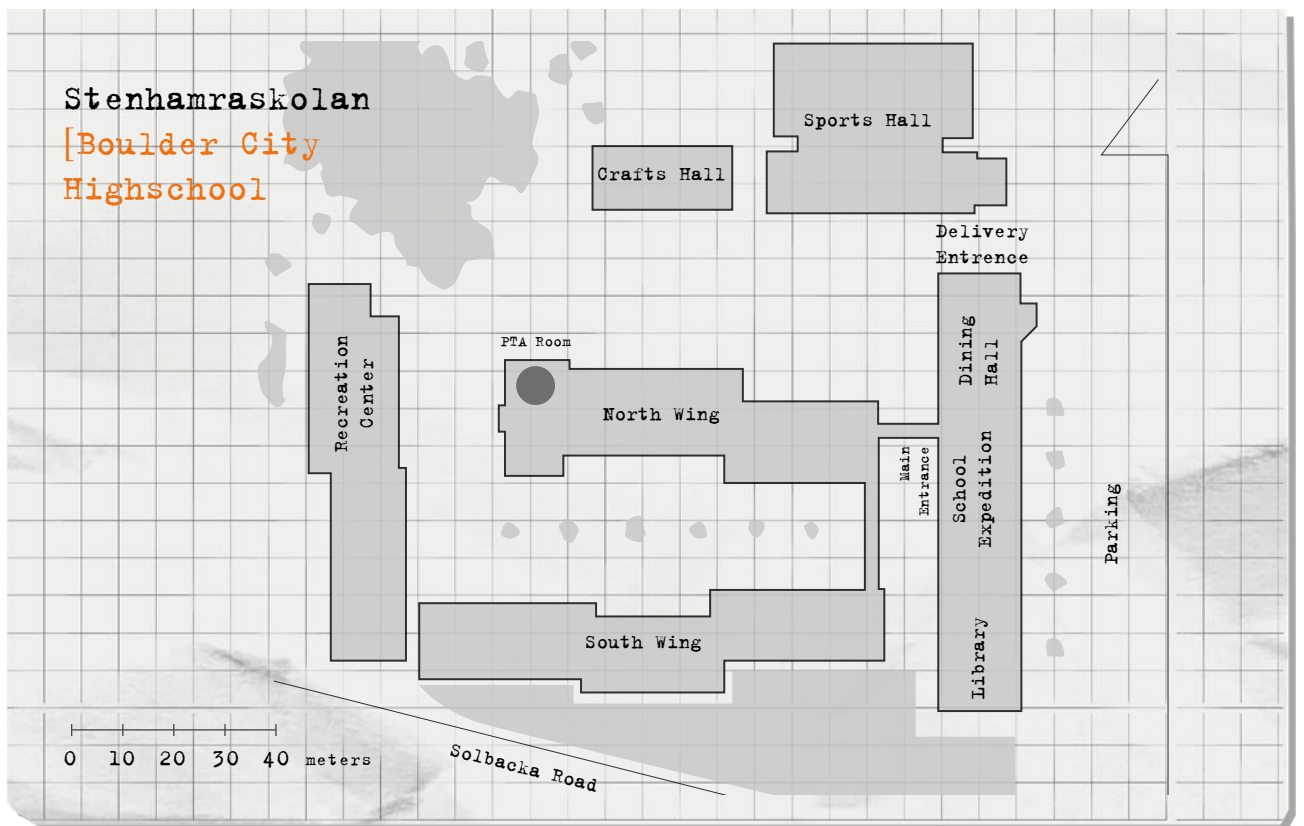 Stenhamraskolan
[Boulder City
Highschool
Sports Hall
Crafts Hall
Delivery
Entrence
Dining
Hall
Recreation
Center
PTA Room
North Wing
Main
Entrance
School
Expedition
Parking
South Wing
Library
Solbacka Road
0 10 20 30 40 meters